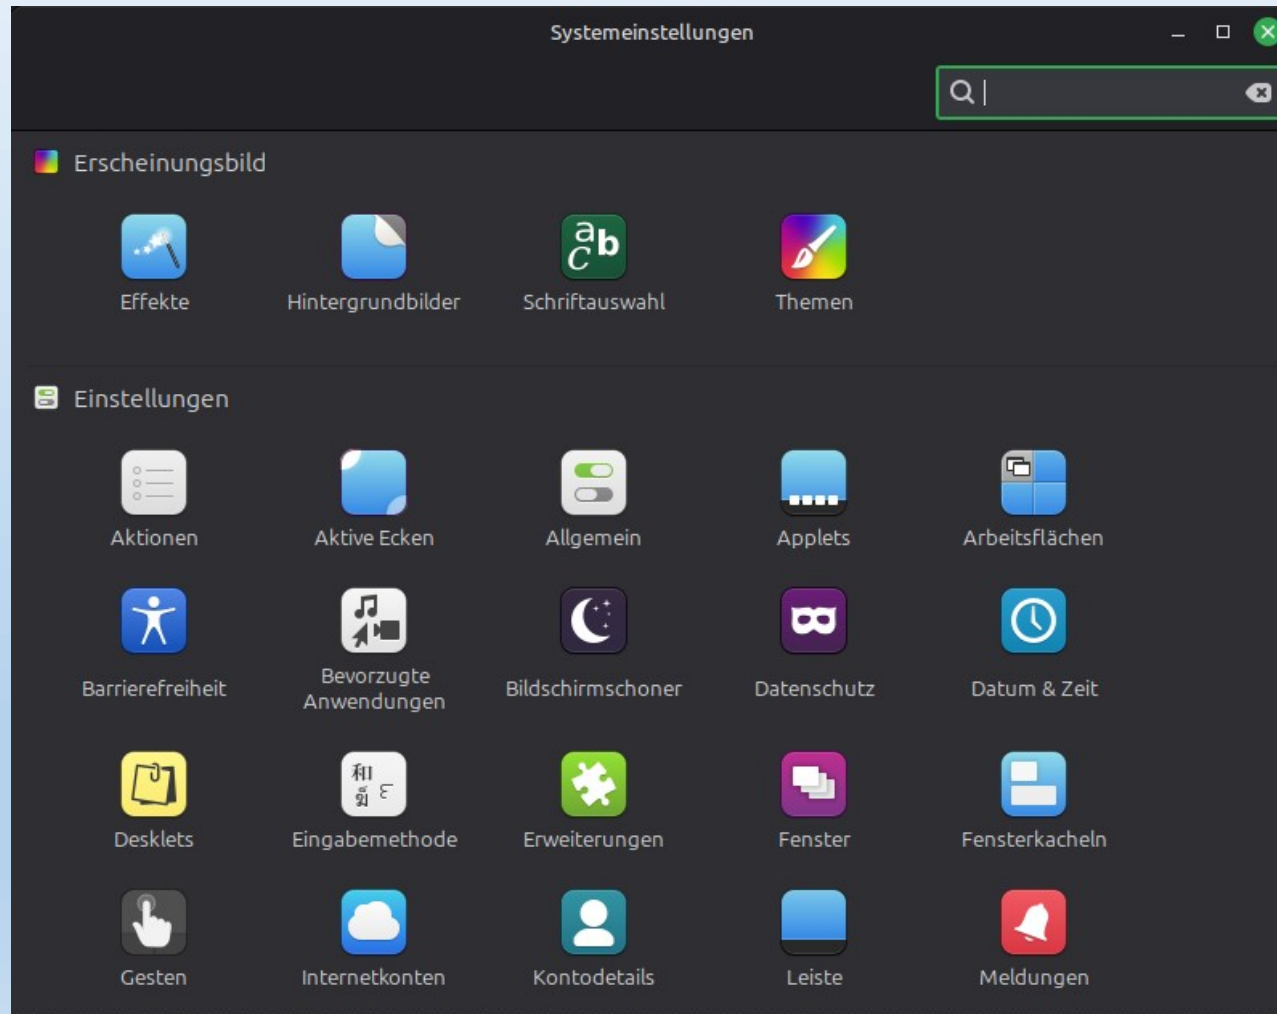 Systemeinstellungen
Erscheinungsbild
Effekte
Hintergrundbilder
Schriftauswahl
Themen
Einstellungen
Aktionen
Aktive Ecken
Allgemein
Applets
Arbeitsflächen
Barrierefreiheit
Bevorzugte
Anwendungen
Bildschirmschoner
Datenschutz
Datum & Zeit
Desklets
Eingabemethode
Erweiterungen
Fenster
Fensterkacheln
Gesten
Internetkonten
Kontodetails
Leiste
Meldungen